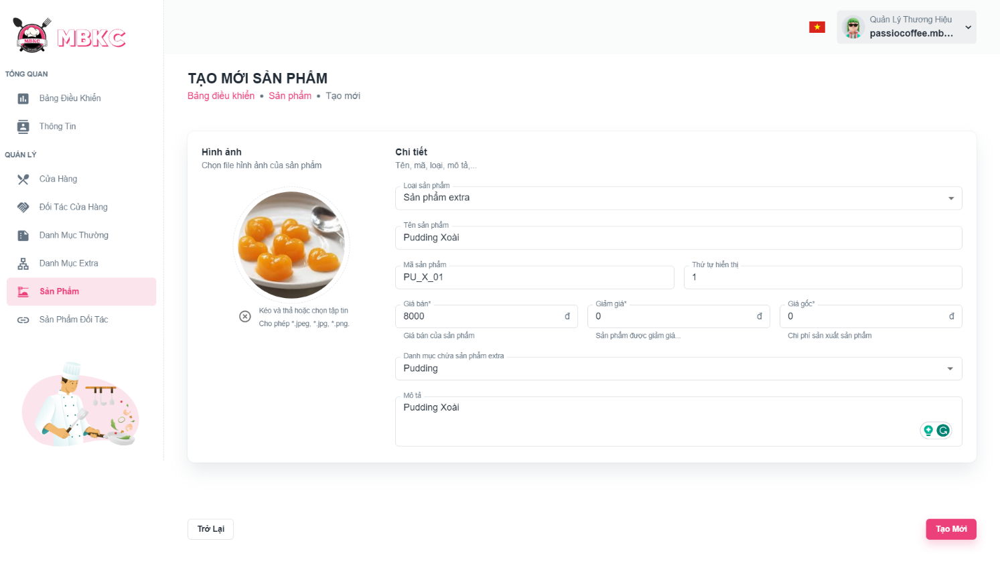 MBKC
MBKC
Quản Lý Thương Hiệu
passiocoffee.mb...
TỔNG QUAN
Bảng Điều Khiển
Thông Tin
QUẢN LÝ
Cửa Hàng
Đối Tác Cửa Hàng
Danh Mục Thường
Danh Mục Extra
Sản Phẩm
Sản Phẩm Đối Tác
TẠO MỚI SẢN PHẨM
Bảng điều khiển • Sản phẩm • Tạo mới
Hình ảnh
Chọn file hình ảnh của sản phẩm
Kéo và thả hoặc chọn tập tin
Cho phép *.jpeg, *.jpg, *.png.
Chi tiết
Tên, mã, loại, mô tả,...
Loại sản phẩm
Sản phẩm extra
Tên sản phẩm
Pudding Xoài
Mã sản phẩm
PU_X_01
Thứ tự hiển thị
1
Giá bán*
8000 đ
Giá bán của sản phẩm
Giảm giá*
0 đ
Sản phẩm được giảm giá...
Giá gốc*
0 đ
Chi phí sản xuất sản phẩm
Danh mục chứa sản phẩm extra
Pudding
Mô tả
Pudding Xoài
Trở Lại
Tạo Mới